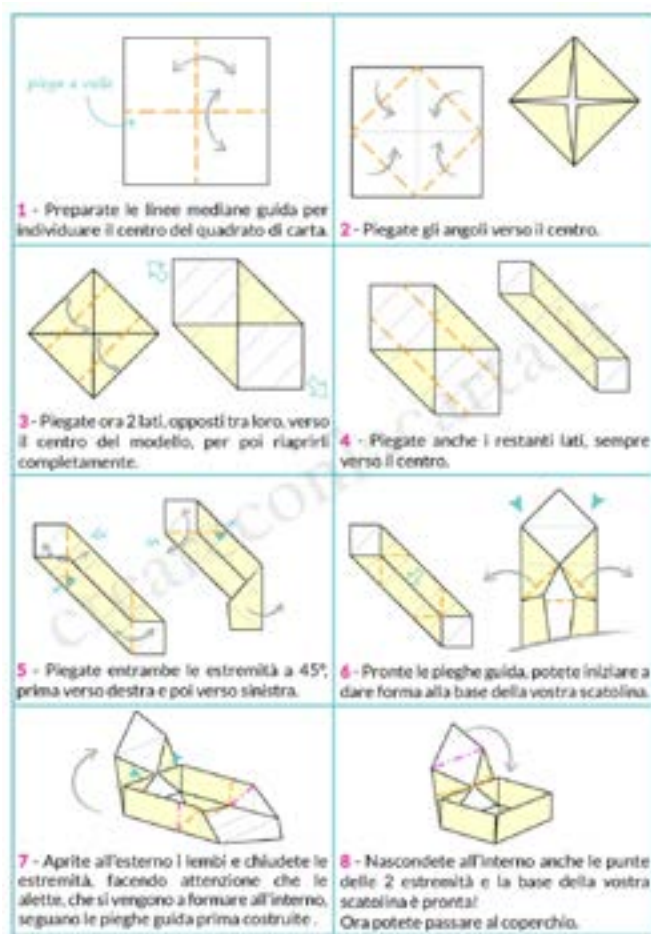 piega a valle
1 - Preparate le linee mediane guida per
individuare il centro del quadrato di carta.
2 - Piegate gli angoli verso il centro.
3 - Piegate ora 2 lati, opposti tra loro, verso
il centro del modello, per poi riaprirli
completamente.
4 - Piegate anche i restanti lati, sempre
verso il centro.
5 - Piegate entrambe le estremità a 45°,
prima verso destra e poi verso sinistra.
6 - Pronte le pieghe guida, potete iniziare a
dare forma alla base della vostra scatolina.
7 - Aprite all'esterno i lembi e chiudete le
estremità, facendo attenzione che le
alette, che si vengono a formare all'interno,
seguano le pieghe guida prima costruite .
8 - Nascondete all'interno anche le punte
delle 2 estremità e la base della vostra
scatolina è pronta!
Ora potete passare al coperchio.